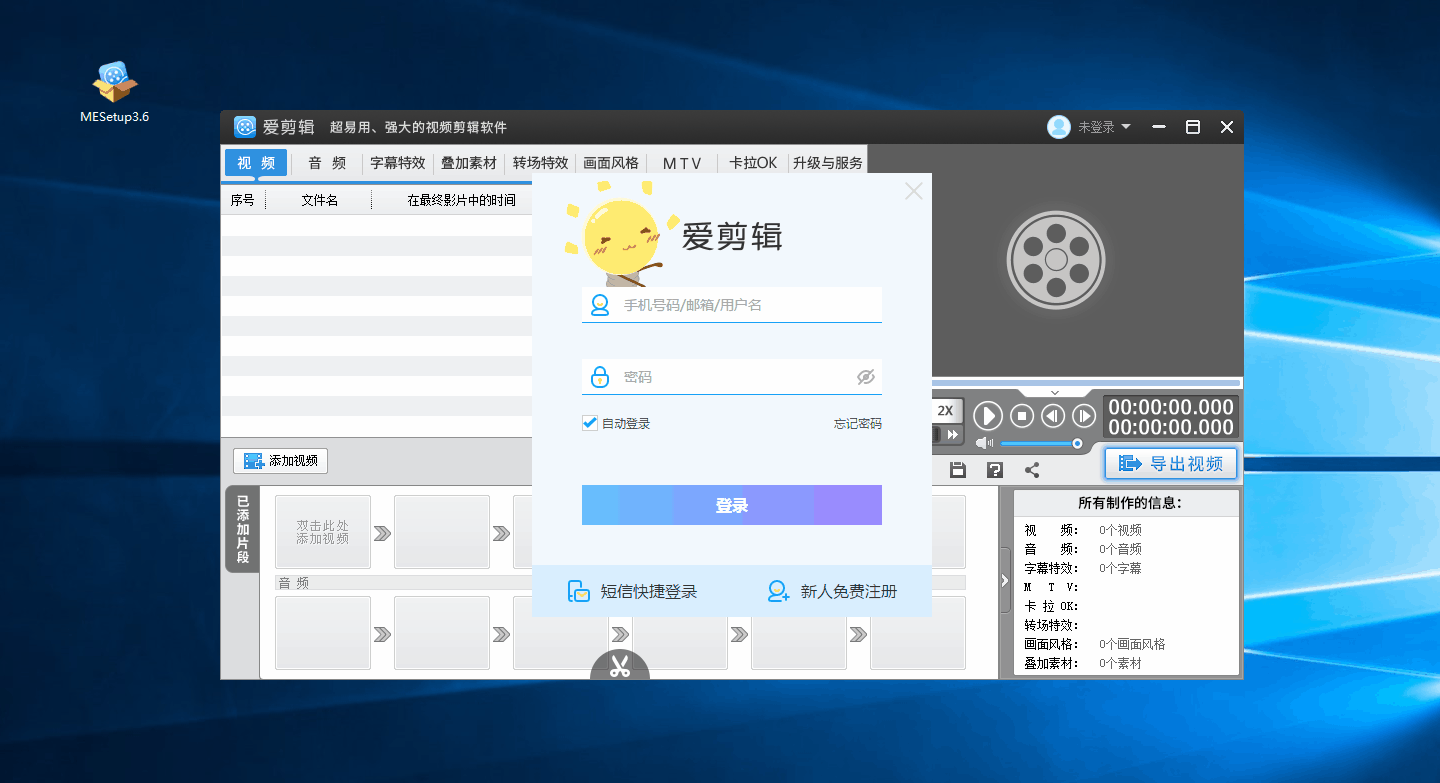 MESetup3.6
爱剪辑 超易用、强大的视频剪辑软件 未登录
视 频 音 频 字幕特效 叠加素材 转场特效 画面风格 M T V 卡拉OK 升级与服务
序号 文件名 在最终影片中的时间
爱剪辑
手机号码/邮箱/用户名
密码
自动登录 忘记密码
登录
短信快捷登录 新人免费注册
2X
00:00:00.000
00:00:00.000
添加视频
导出视频
已添加片段
双击此处
添加视频
音 频
所有制作的信息:
视 频: 0个视频
音 频: 0个音频
字幕特效: 0个字幕
M T V:
卡 拉 OK:
转场特效:
画面风格: 0个画面风格
叠加素材: 0个素材